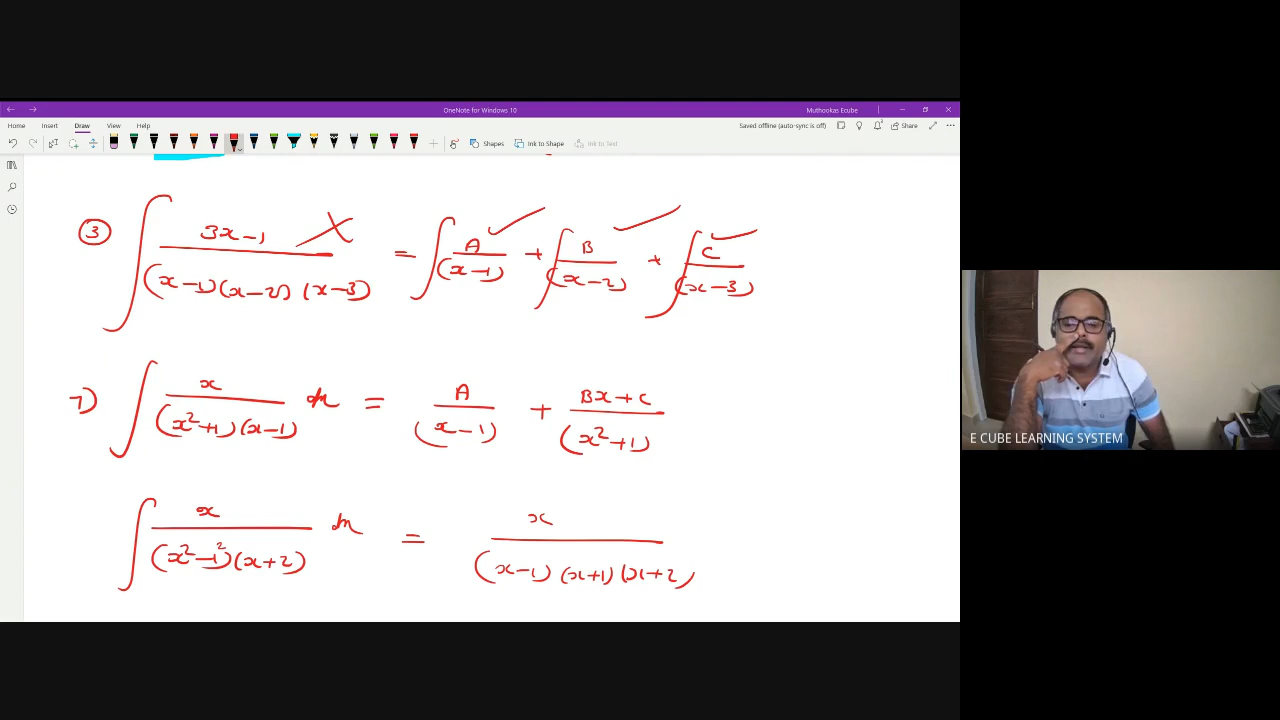 OneNote for Windows 10
Muthookas Ecube
Home Insert Draw View Help
Saved offline (auto-sync is off)
Share
Shapes
Ink to Shape
Ink to Text
③ ∫ (3x-1)/((x-1)(x-2)(x-3)) = ∫ A/(x-1) + ∫ B/(x-2) + ∫ C/(x-3)
7) ∫ x/((x²+1)(x-1)) dx = A/(x-1) + (Bx+C)/(x²+1)
∫ x/((x²-1²)(x+2)) dx = x/((x-1)(x+1)(x+2))
E CUBE LEARNING SYSTEM